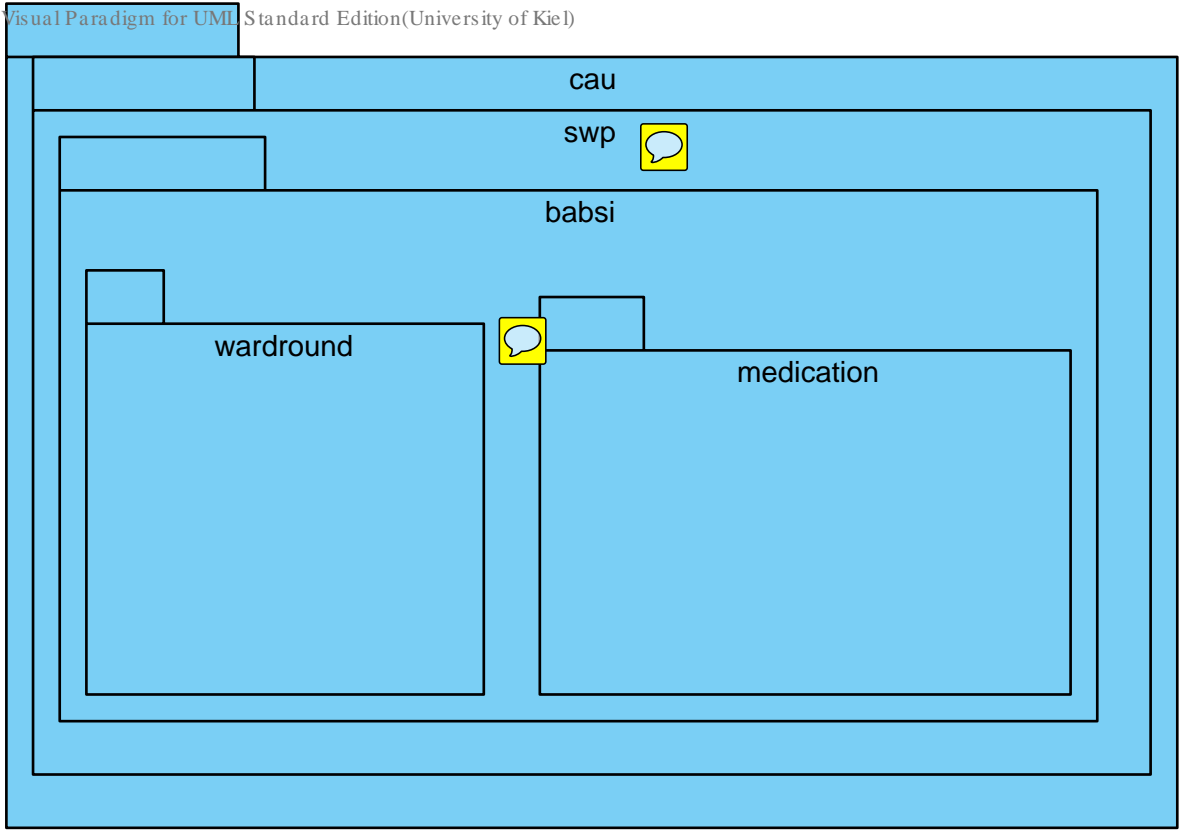 Visual Paradigm for UML Standard Edition(University of Kiel)
cau
swp
babsi
wardround
medication